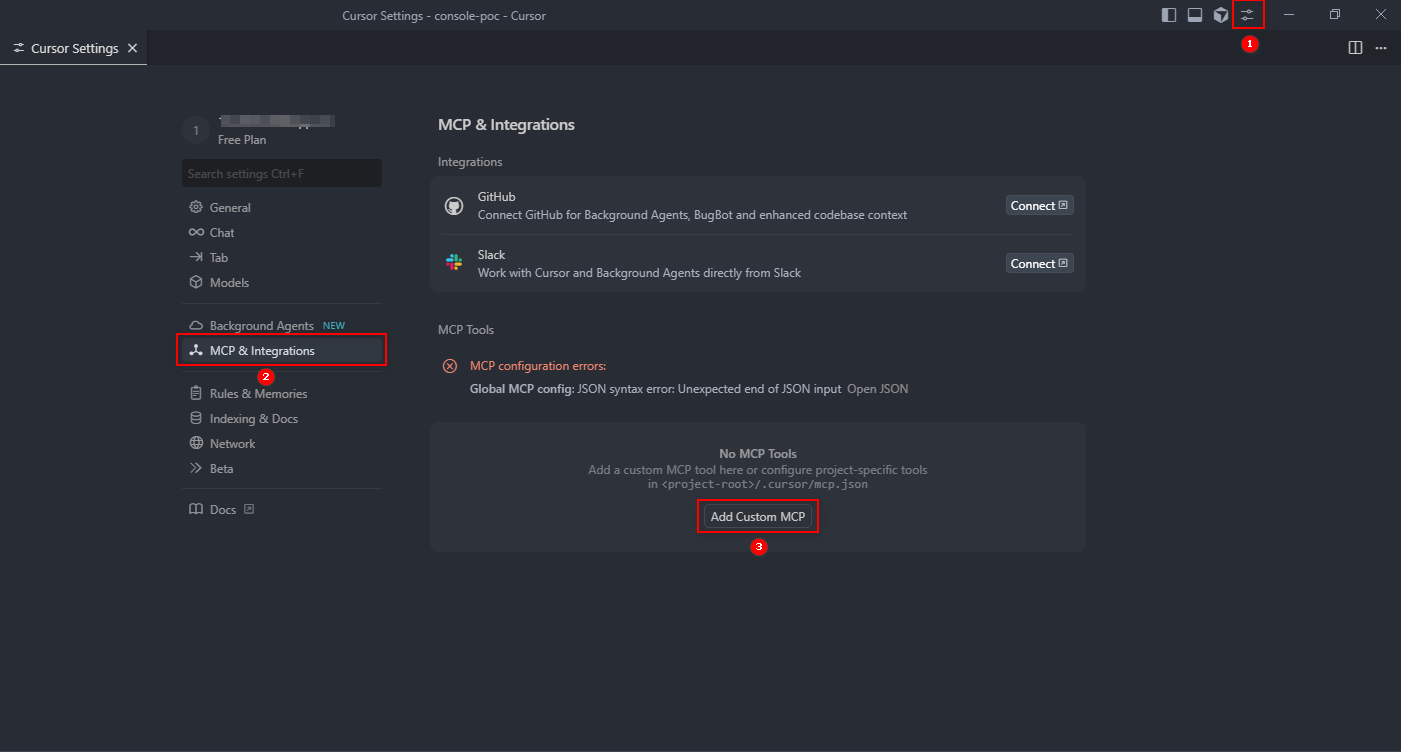 Cursor Settings - console-poc - Cursor
1
Cursor Settings
1
Free Plan
Search settings Ctrl+F
General
Chat
Tab
Models
Background Agents NEW
MCP & Integrations
2
Rules & Memories
Indexing & Docs
Network
Beta
Docs
MCP & Integrations
Integrations
GitHub
Connect GitHub for Background Agents, BugBot and enhanced codebase context
Connect
Slack
Work with Cursor and Background Agents directly from Slack
Connect
MCP Tools
MCP configuration errors:
Global MCP config: JSON syntax error: Unexpected end of JSON input Open JSON
No MCP Tools
Add a custom MCP tool here or configure project-specific tools
in <project-root>/.cursor/mcp.json
Add Custom MCP
3